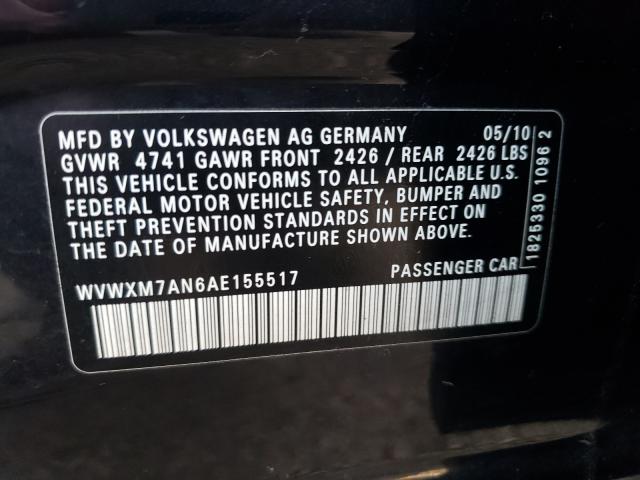 MFD BY VOLKSWAGEN AG GERMANY 05/10
GVWR 4741 GAWR FRONT 2426 / REAR 2426 LBS
THIS VEHICLE CONFORMS TO ALL APPLICABLE U.S.
FEDERAL MOTOR VEHICLE SAFETY, BUMPER AND
THEFT PREVENTION STANDARDS IN EFFECT ON
THE DATE OF MANUFACTURE SHOWN ABOVE.
WVWXM7AN6AE155517 PASSENGER CAR
1825330 1096 2